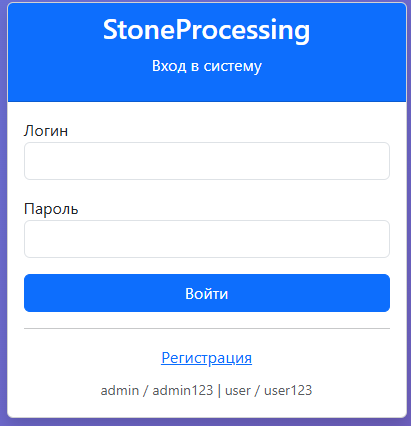 StoneProcessing
Вход в систему
Логин
Пароль
Войти
Регистрация
admin / admin123 | user / user123